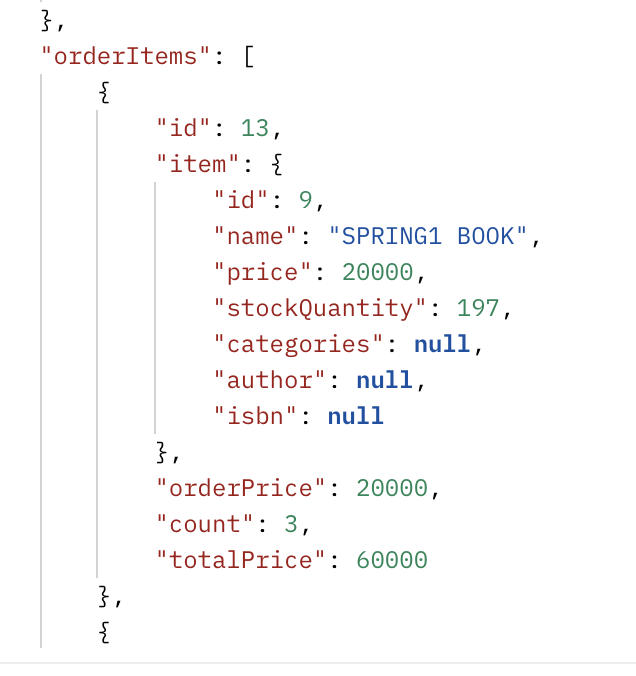 },
"orderItems": [
{
"id": 13,
"item": {
"id": 9,
"name": "SPRING1 BOOK",
"price": 20000,
"stockQuantity": 197,
"categories": null,
"author": null,
"isbn": null
},
"orderPrice": 20000,
"count": 3,
"totalPrice": 60000
},
{